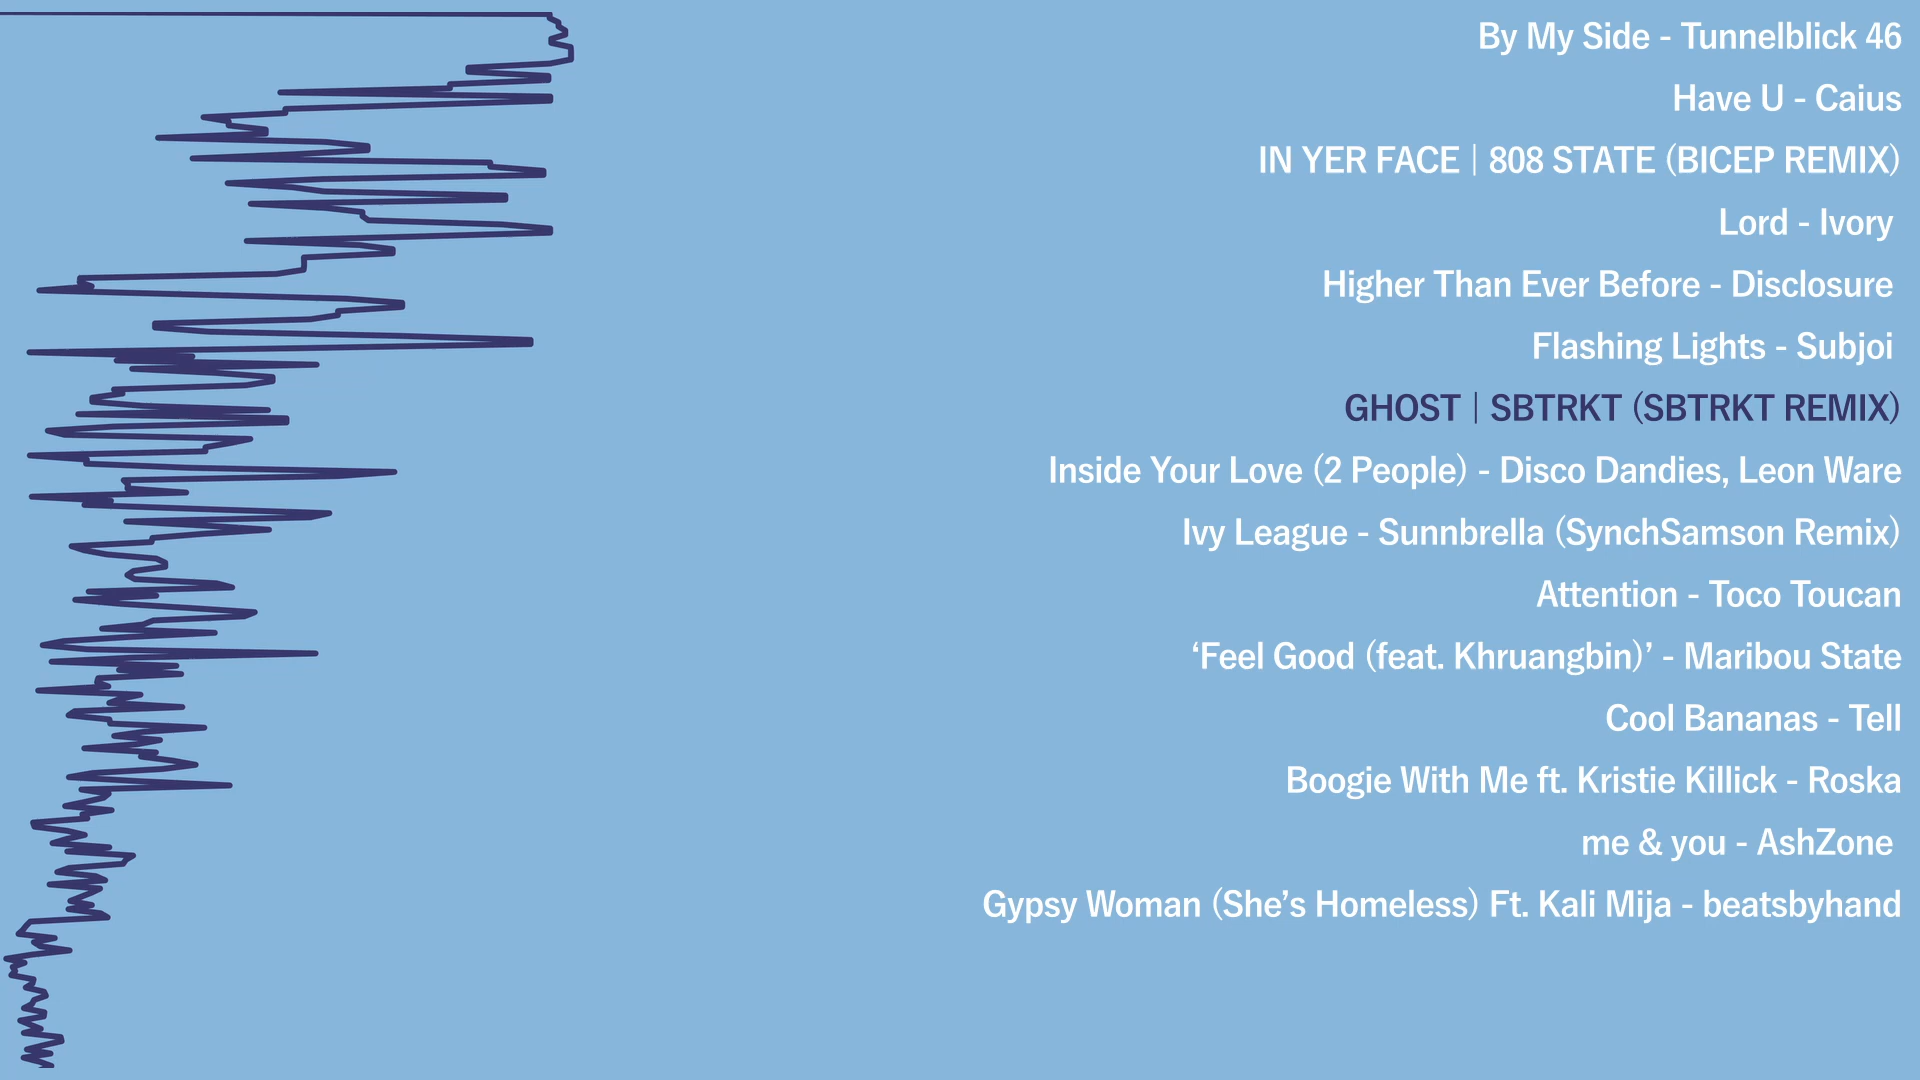 By My Side - Tunnelblick 46
Have U - Caius
IN YER FACE | 808 STATE (BICEP REMIX)
Lord - Ivory
Higher Than Ever Before - Disclosure
Flashing Lights - Subjoi
GHOST | SBTRKT (SBTRKT REMIX)
Inside Your Love (2 People) - Disco Dandies, Leon Ware
Ivy League - Sunnbrella (SynchSamson Remix)
Attention - Toco Toucan
‘Feel Good (feat. Khruangbin)’ - Maribou State
Cool Bananas - Tell
Boogie With Me ft. Kristie Killick - Roska
me & you - AshZone
Gypsy Woman (She’s Homeless) Ft. Kali Mija - beatsbyhand